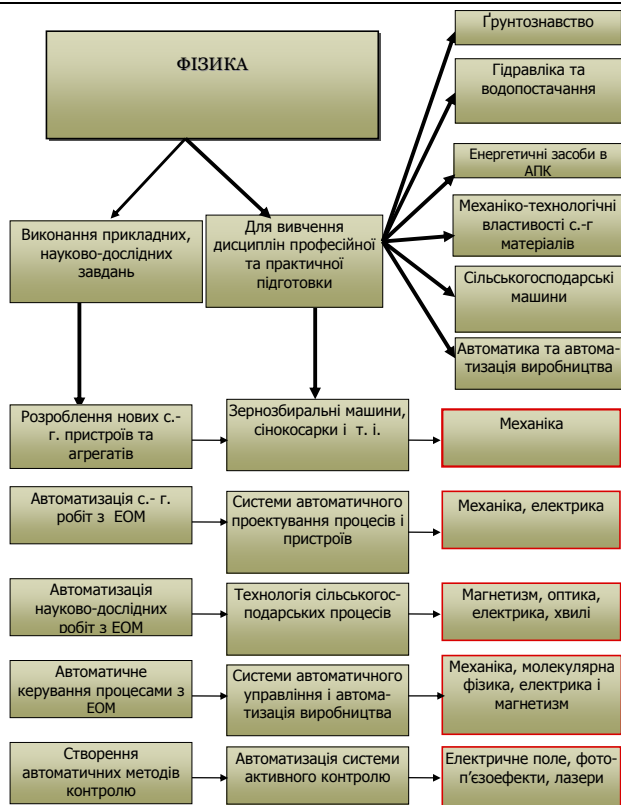 ФІЗИКА
Ґрунтознавство
Гідравліка та
водопостачання
Енергетичні засоби в
АПК
Механіко-технологічні
властивості с.-г
матеріалів
Сільськогосподарські
машини
Автоматика та автома-
тизація виробництва
Виконання прикладних,
науково-дослідних
завдань
Для вивчення
дисциплін професійної
та практичної
підготовки
Розроблення нових с.-
г. пристроїв та
агрегатів
Зернозбиральні машини,
сінокосарки і т. і.
Механіка
Автоматизація с.- г.
робіт з ЕОМ
Системи автоматичного
проектування процесів і
пристроїв
Механіка, електрика
Автоматизація
науково-дослідних
робіт з ЕОМ
Технологія сільськогос-
подарських процесів
Магнетизм, оптика,
електрика, хвилі
Автоматичне
керування процесами з
ЕОМ
Системи автоматичного
управління і автома-
тизація виробництва
Механіка, молекулярна
фізика, електрика і
магнетизм
Створення
автоматичних методів
контролю
Автоматизація системи
активного контролю
Електричне поле, фото-
п'єзоефекти, лазери